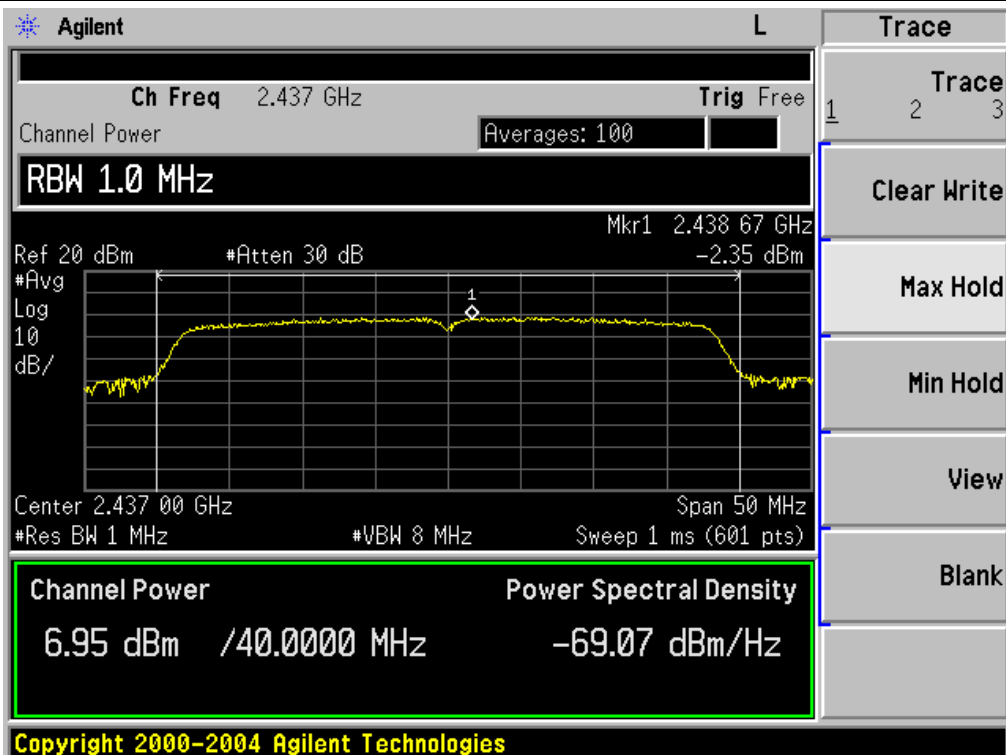 Agilent L Trace
Ch Freq 2.437 GHz Trig Free
Channel Power Averages: 100
RBW 1.0 MHz
Mkr1 2.438 67 GHz
Ref 20 dBm #Atten 30 dB -2.35 dBm
#Avg
Log
10
dB/
1
Center 2.437 00 GHz Span 50 MHz
#Res BW 1 MHz #VBW 8 MHz Sweep 1 ms (601 pts)
Channel Power Power Spectral Density
6.95 dBm /40.0000 MHz -69.07 dBm/Hz
Copyright 2000-2004 Agilent Technologies
Trace
1 2 3
Clear Write
Max Hold
Min Hold
View
Blank